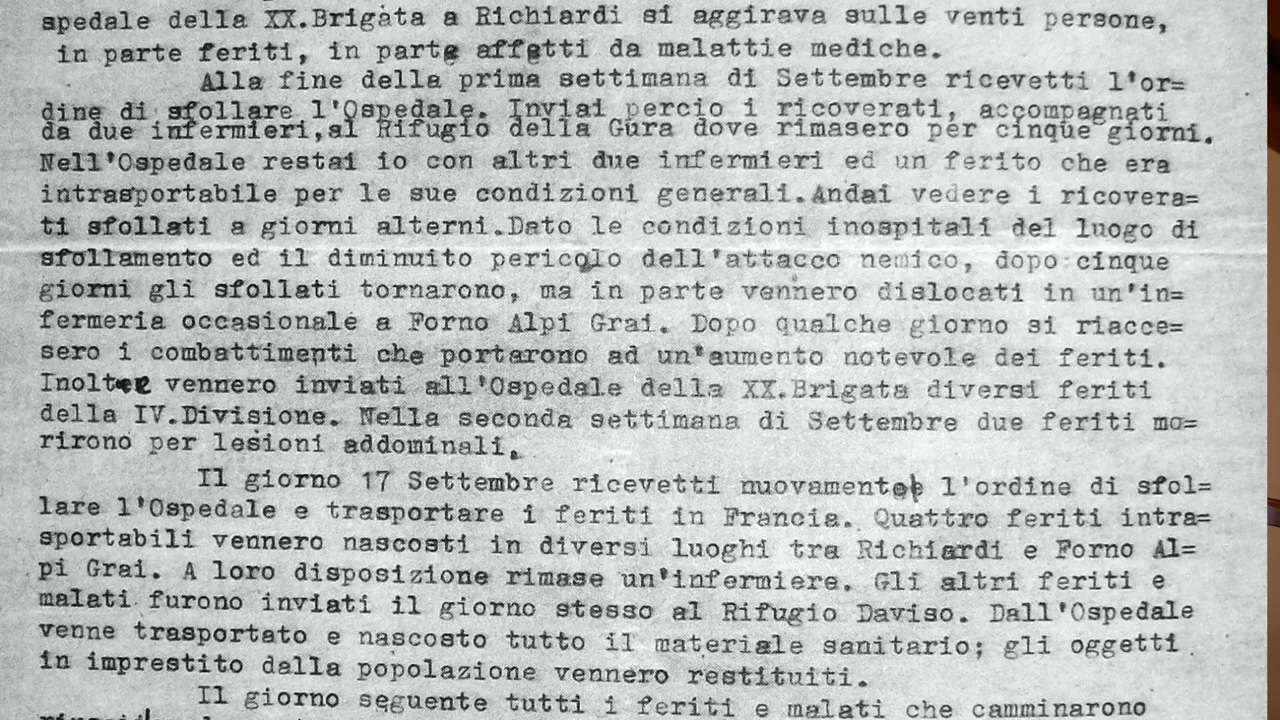 spedale della XX.Brigata a Richiardi si aggirava sulle venti persone,
in parte feriti, in parte affetti da malattie mediche.
Alla fine della prima settimana di Settembre ricevetti l'or=
dine di sfollare l'Ospedale. Inviai percio i ricoverati, accompagnati
da due infermieri,al Rifugio della Gura dove rimasero per cinque giorni.
Nell'Ospedale restai io con altri due infermieri ed un ferito che era
intrasportabile per le sue condizioni generali.Andai vedere i ricovera=
ti sfollati a giorni alterni.Dato le condizioni inospitali del luogo di
sfollamento ed il diminuito pericolo dell'attacco nemico, dopo cinque
giorni gli sfollati tornarono, ma in parte vennero dislocati in un'in=
fermeria occasionale a Forno Alpi Grai. Dopo qualche giorno si riacce=
sero i combattimenti che portarono ad un'aumento notevole dei feriti.
Inoltre vennero inviati all'Ospedale della XX.Brigata diversi feriti
della IV.Divisione. Nella seconda settimana di Settembre due feriti mo=
rirono per lesioni addominali.
Il giorno 17 Settembre ricevetti nuovamente l'ordine di sfol=
lare l'Ospedale e trasportare i feriti in Francia. Quattro feriti intra=
sportabili vennero nascosti in diversi luoghi tra Richiardi e Forno Al=
pi Grai. A loro disposizione rimase un'infermiere. Gli altri feriti e
malati furono inviati il giorno stesso al Rifugio Daviso. Dall'Ospedale
venne trasportato e nascosto tutto il materiale sanitario; gli oggetti
in imprestito dalla popolazione vennero restituiti.
Il giorno seguente tutti i feriti e malati che camminarono